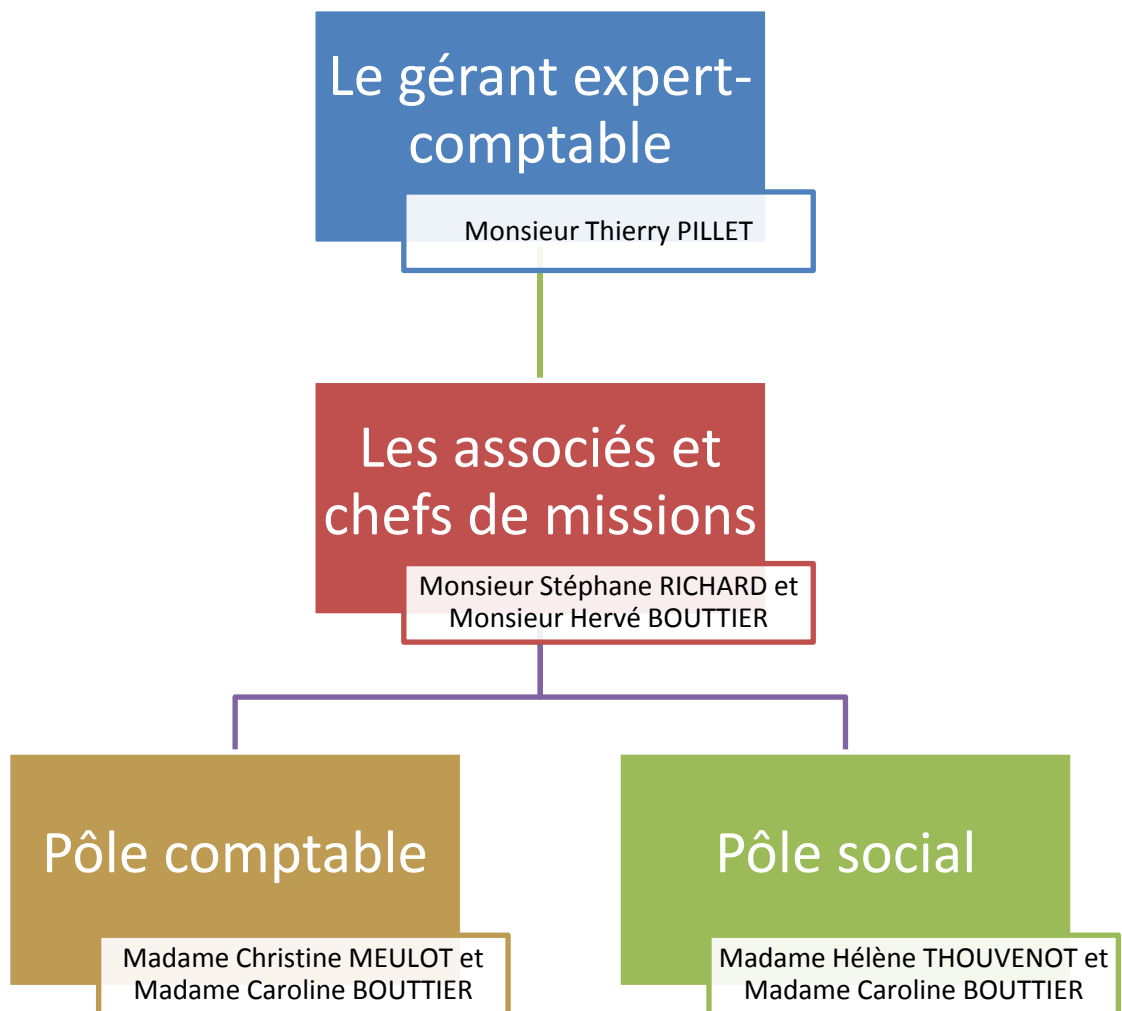 Le gérant expert-
comptable
Monsieur Thierry PILLET
Les associés et
chefs de missions
Monsieur Stéphane RICHARD et
Monsieur Hervé BOUTTIER
Pôle comptable
Madame Christine MEULOT et
Madame Caroline BOUTTIER
Pôle social
Madame Hélène THOUVENOT et
Madame Caroline BOUTTIER